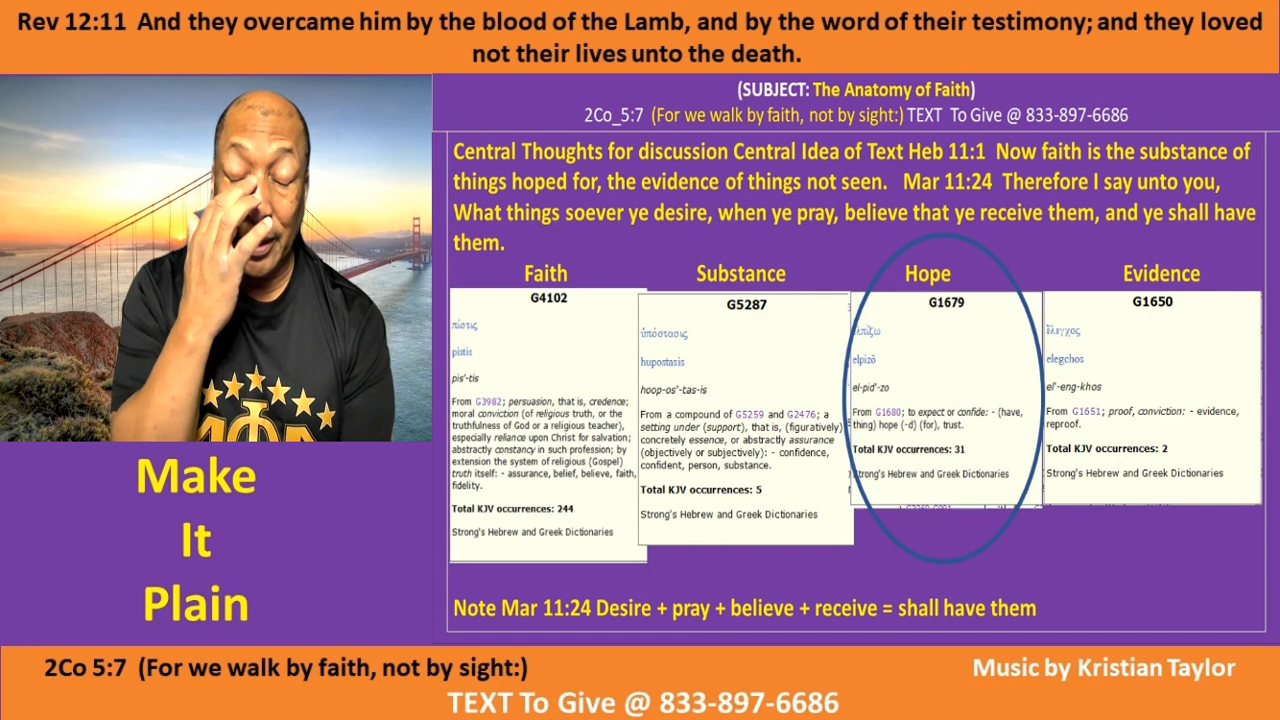 Rev 12:11  And they overcame him by the blood of the Lamb, and by the word of their testimony; and they loved
not their lives unto the death.
(SUBJECT: The Anatomy of Faith)
2Co_5:7  (For we walk by faith, not by sight:) TEXT  To Give @ 833-897-6686
Central Thoughts for discussion Central Idea of Text Heb 11:1  Now faith is the substance of
things hoped for, the evidence of things not seen.   Mar 11:24  Therefore I say unto you,
What things soever ye desire, when ye pray, believe that ye receive them, and ye shall have
them.
Faith
G4102
πίστις
pistis
pis'-tis
From G3982; persuasion, that is, credence;
moral conviction (of religious truth, or the
truthfulness of God or a religious teacher),
especially reliance upon Christ for salvation;
abstractly constancy in such profession; by
extension the system of religious (Gospel)
truth itself: - assurance, belief, believe, faith,
fidelity.
Total KJV occurrences: 244
Strong's Hebrew and Greek Dictionaries
Substance
G5287
ὑπόστασις
hupostasis
hoop-os'-tas-is
From a compound of G5259 and G2476; a
setting under (support), that is, (figuratively)
concretely essence, or abstractly assurance
(objectively or subjectively): - confidence,
confident, person, substance.
Total KJV occurrences: 5
Strong's Hebrew and Greek Dictionaries
Hope
G1679
ἐλπίζω
elpizō
el-pid'-zo
From G1680; to expect or confide: - (have,
thing) hope (-d) (for), trust.
Total KJV occurrences: 31
Strong's Hebrew and Greek Dictionaries
Evidence
G1650
ἔλεγχος
elegchos
el'-eng-khos
From G1651; proof, conviction: - evidence,
reproof.
Total KJV occurrences: 2
Strong's Hebrew and Greek Dictionaries
Note Mar 11:24 Desire + pray + believe + receive = shall have them
Make
It
Plain
2Co 5:7  (For we walk by faith, not by sight:)
Music by Kristian Taylor
TEXT To Give @ 833-897-6686